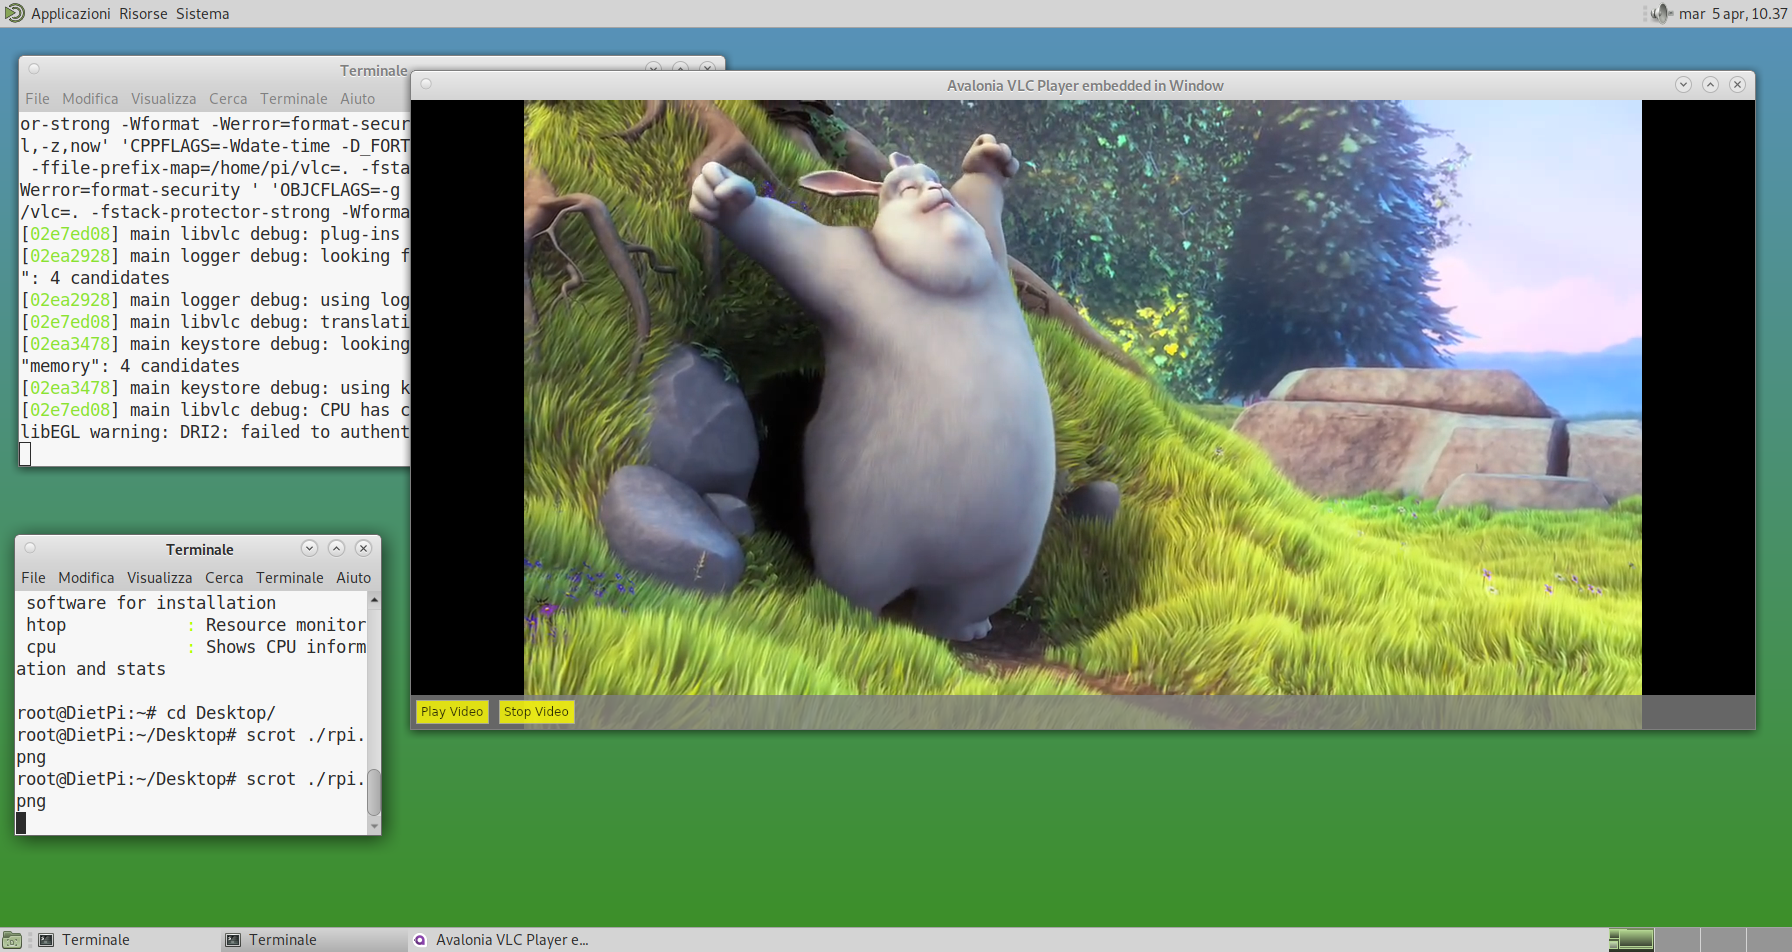 Applicazioni Risorse Sistema
mar 5 apr, 10.37
Terminale
File Modifica Visualizza Cerca Terminale Aiuto
or-strong -Wformat -Werror=format-secur
l,-z,now' 'CPPFLAGS=-Wdate-time -D_FORT
-ffile-prefix-map=/home/pi/vlc=. -fsta
Werror=format-security ' 'OBJCFLAGS=-g
/vlc=. -fstack-protector-strong -Wforma
[02e7ed08] main libvlc debug: plug-ins
[02ea2928] main logger debug: looking f
": 4 candidates
[02ea2928] main logger debug: using log
[02e7ed08] main libvlc debug: translati
[02ea3478] main keystore debug: looking
"memory": 4 candidates
[02ea3478] main keystore debug: using k
[02e7ed08] main libvlc debug: CPU has c
libEGL warning: DRI2: failed to authent
Avalonia VLC Player embedded in Window
Play Video Stop Video
Terminale
File Modifica Visualizza Cerca Terminale Aiuto
software for installation
htop : Resource monitor
cpu : Shows CPU inform
ation and stats
root@DietPi:~# cd Desktop/
root@DietPi:~/Desktop# scrot ./rpi.
png
root@DietPi:~/Desktop# scrot ./rpi.
png
Terminale
Terminale
Avalonia VLC Player e...